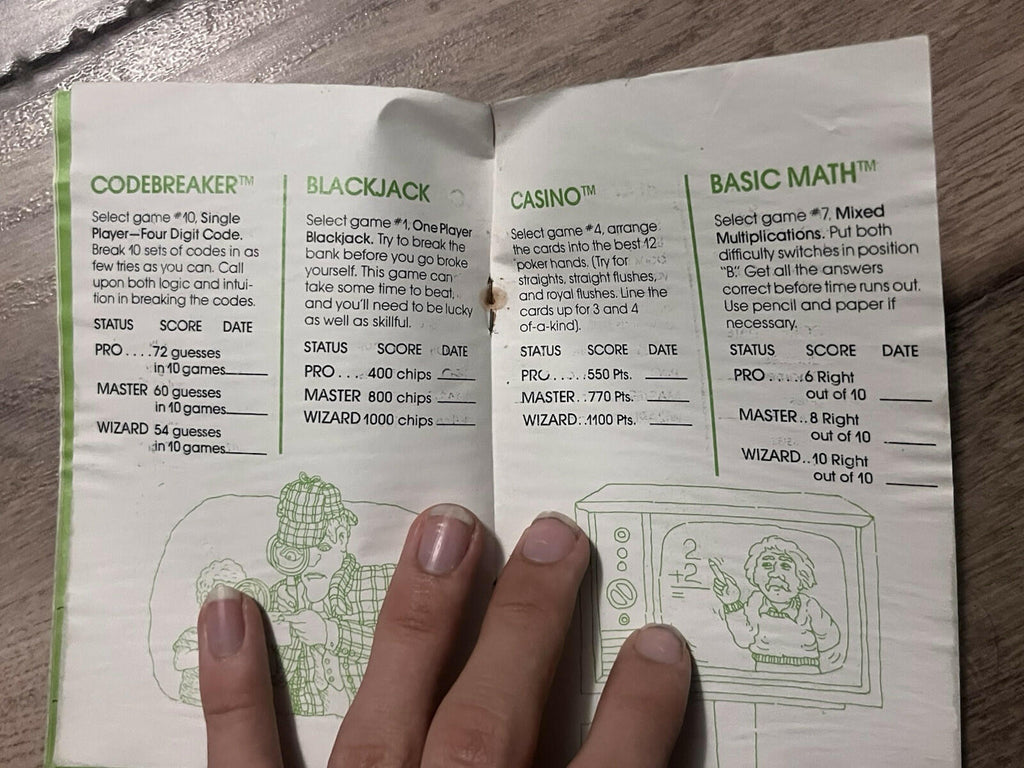 CODEBREAKER™
Select game #10, Single
Player—Four Digit Code.
Break 10 sets of codes in as
few tries as you can. Call
upon both logic and intui-
tion in breaking the codes.
STATUS SCORE DATE
PRO....72 guesses
in 10 games
MASTER 60 guesses
in 10 games
WIZARD 54 guesses
in 10 games
BLACKJACK
Select game #1, One Player
Blackjack. Try to break the
bank before you go broke
yourself. This game can
take some time to beat,
and you'll need to be lucky
as well as skillful.
STATUS SCORE DATE
PRO.....400 chips
MASTER 800 chips
WIZARD 1000 chips
CASINO™
Select game #4, arrange
the cards into the best 12
poker hands. (Try for
straights, straight flushes,
and royal flushes. Line the
cards up for 3 and 4
of-a-kind).
STATUS SCORE DATE
PRO.....550 Pts.
MASTER..770 Pts.
WIZARD..1100 Pts.
BASIC MATH™
Select game #7, Mixed
Multiplications. Put both
difficulty switches in position
"B." Get all the answers
correct before time runs out.
Use pencil and paper if
necessary.
STATUS SCORE DATE
PRO.....6 Right
out of 10
MASTER..8 Right
out of 10
WIZARD..10 Right
out of 10
2
+2
=